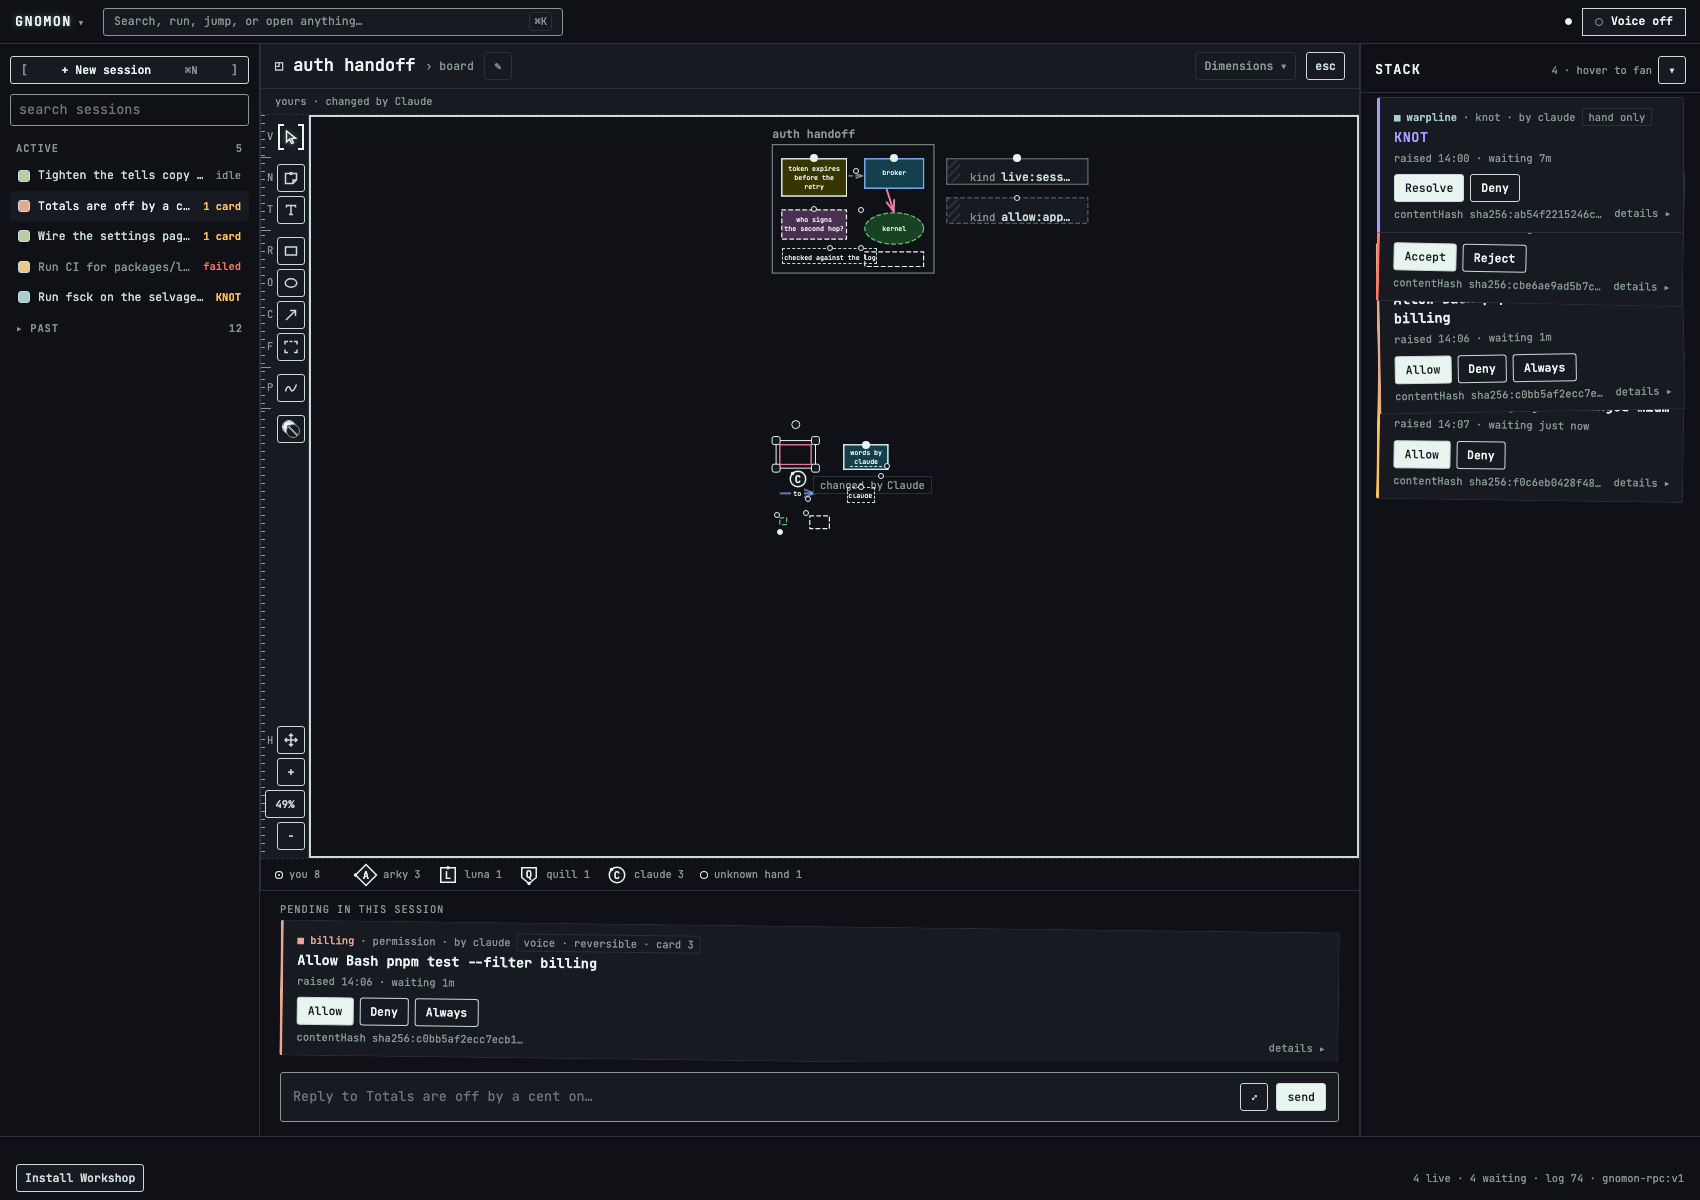 GNOMON ▾
Search, run, jump, or open anything… ⌘K
○ Voice off
[ + New session ⌘N ]
search sessions
ACTIVE 5
Tighten the tells copy … idle
Totals are off by a c… 1 card
Wire the settings pag… 1 card
Run CI for packages/l… failed
Run fsck on the selvage… KNOT
▸ PAST 12
auth handoff › board ✎
Dimensions ▾ esc
yours · changed by Claude
V
N
T
R
O
C
F
P
H
+
49%
-
auth handoff
token expires
before the
retry
broker
who signs
the second hop?
kernel
checked against the log
kind live:sess…
kind allow:app…
words by
claude
C
changed by Claude
to
claude
you 8
A arky 3
L luna 1
Q quill 1
C claude 3
unknown hand 1
PENDING IN THIS SESSION
■ billing · permission · by claude voice · reversible · card 3
Allow Bash pnpm test --filter billing
raised 14:06 · waiting 1m
Allow Deny Always
contentHash sha256:c0bb5af2ecc7ecb1…
details ▸
Reply to Totals are off by a cent on…
send
STACK 4 · hover to fan ▾
■ warpline · knot · by claude hand only
KNOT
raised 14:00 · waiting 7m
Resolve Deny
contentHash sha256:ab54f2215246c… details ▸
Accept Reject
contentHash sha256:cbe6ae9ad5b7c… details ▸
billing
raised 14:06 · waiting 1m
Allow Deny Always
contentHash sha256:c0bb5af2ecc7e… details ▸
raised 14:07 · waiting just now
Allow Deny
contentHash sha256:f0c6eb0428f48… details ▸
Install Workshop
4 live · 4 waiting · log 74 · gnomon-rpc:v1